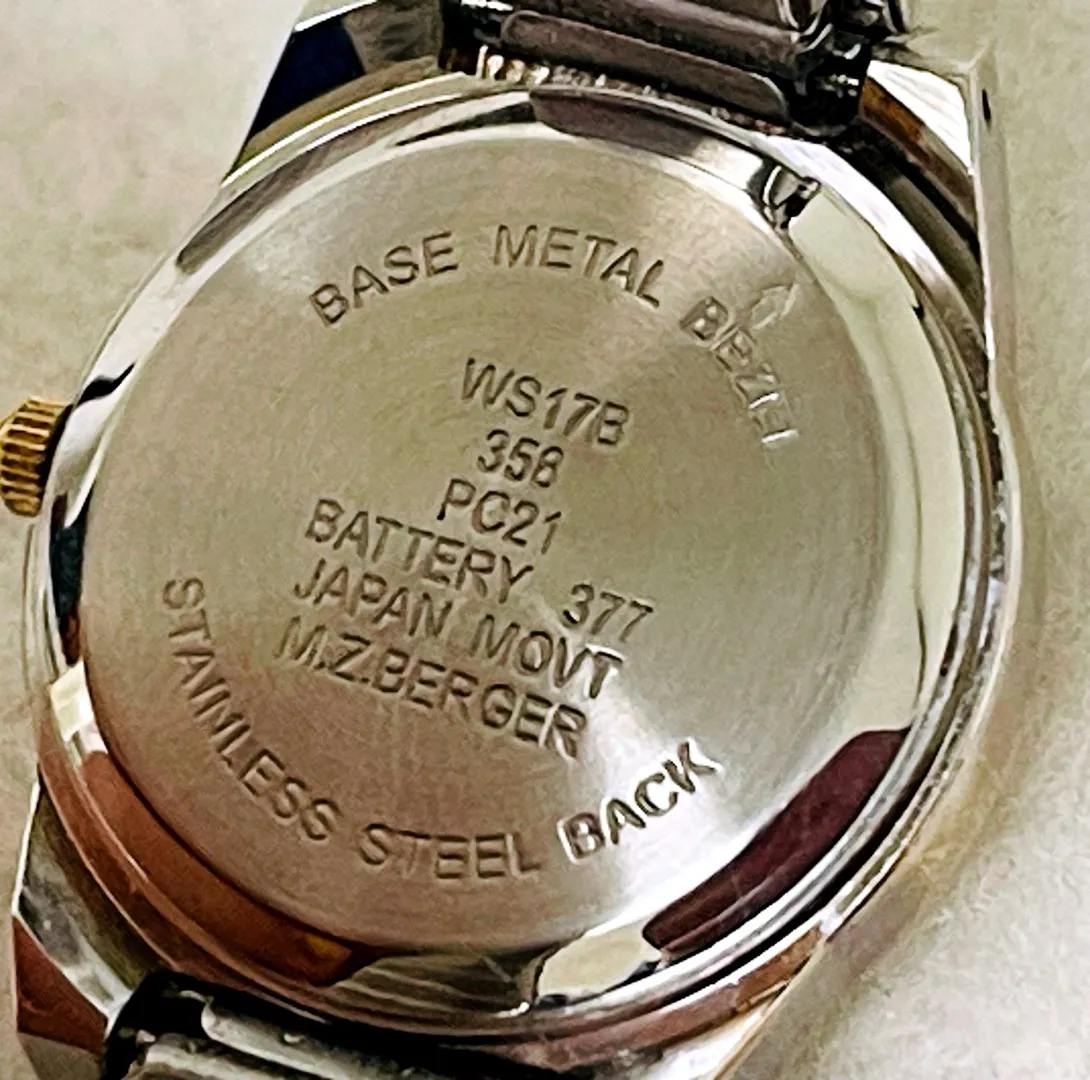 BASE METAL BEZEL
WS17B
358
PC21
BATTERY 377
JAPAN MOVT
M.Z.BERGER
STAINLESS STEEL BACK